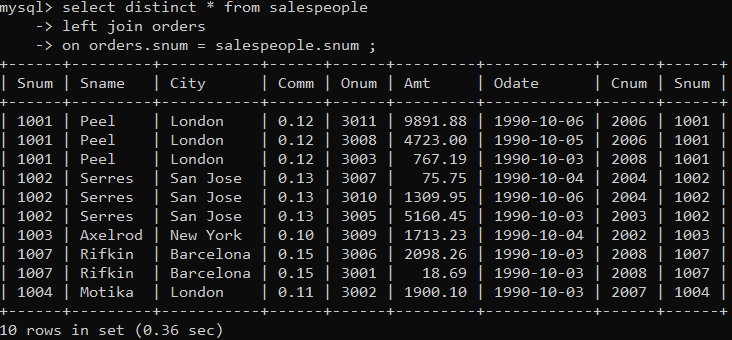 mysql> select distinct * from salespeople
    -> left join orders
    -> on orders.snum = salespeople.snum ;
+------+---------+-----------+------+------+---------+------------+------+------+
| Snum | Sname   | City      | Comm | Onum | Amt     | Odate      | Cnum | Snum |
+------+---------+-----------+------+------+---------+------------+------+------+
| 1001 | Peel    | London    | 0.12 | 3011 | 9891.88 | 1990-10-06 | 2006 | 1001 |
| 1001 | Peel    | London    | 0.12 | 3008 | 4723.00 | 1990-10-05 | 2006 | 1001 |
| 1001 | Peel    | London    | 0.12 | 3003 |  767.19 | 1990-10-03 | 2008 | 1001 |
| 1002 | Serres  | San Jose  | 0.13 | 3007 |   75.75 | 1990-10-04 | 2004 | 1002 |
| 1002 | Serres  | San Jose  | 0.13 | 3010 | 1309.95 | 1990-10-06 | 2004 | 1002 |
| 1002 | Serres  | San Jose  | 0.13 | 3005 | 5160.45 | 1990-10-03 | 2003 | 1002 |
| 1003 | Axelrod | New York  | 0.10 | 3009 | 1713.23 | 1990-10-04 | 2002 | 1003 |
| 1007 | Rifkin  | Barcelona | 0.15 | 3006 | 2098.26 | 1990-10-03 | 2008 | 1007 |
| 1007 | Rifkin  | Barcelona | 0.15 | 3001 |   18.69 | 1990-10-03 | 2008 | 1007 |
| 1004 | Motika  | London    | 0.11 | 3002 | 1900.10 | 1990-10-03 | 2007 | 1004 |
+------+---------+-----------+------+------+---------+------------+------+------+
10 rows in set (0.36 sec)